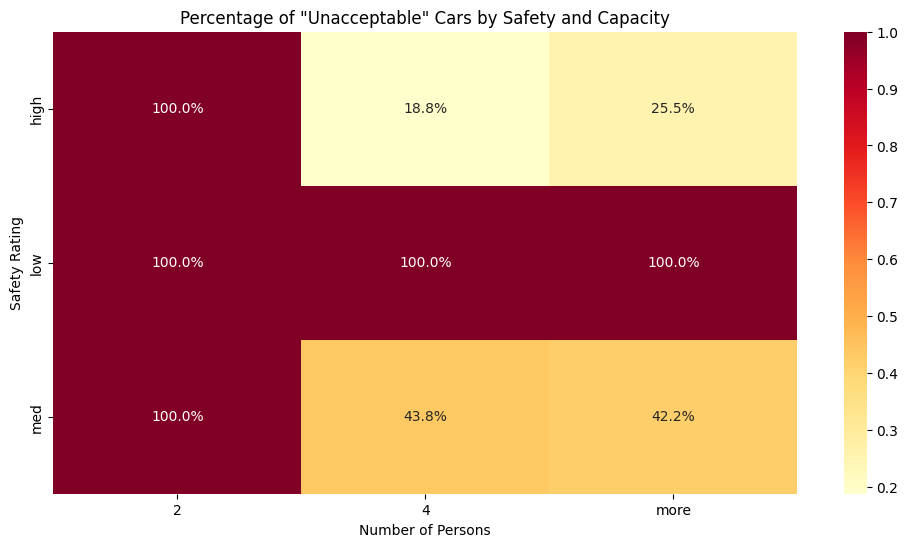 Percentage of "Unacceptable" Cars by Safety and Capacity
Safety Rating
high
100.0%
18.8%
25.5%
low
100.0%
100.0%
100.0%
med
100.0%
43.8%
42.2%
2
4
more
Number of Persons
1.0
0.9
0.8
0.7
0.6
0.5
0.4
0.3
0.2